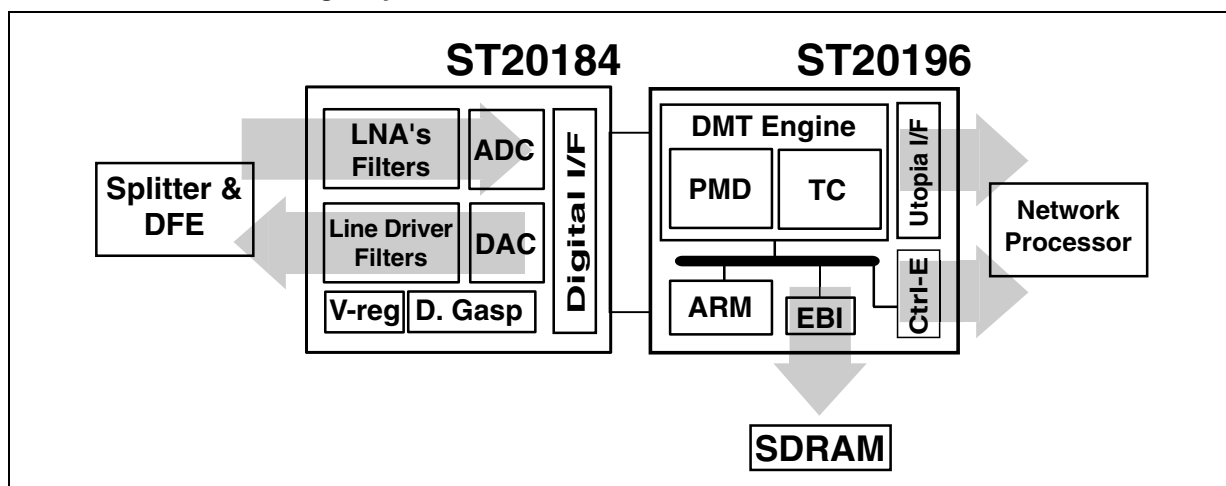 ST20184
ST20196
LNA's
Filters
ADC
Digital I/F
DMT Engine
PMD
TC
Utopia I/F
Splitter &
DFE
Line Driver
Filters
DAC
Network
Processor
V-reg
D. Gasp
ARM
EBI
Ctrl-E
SDRAM